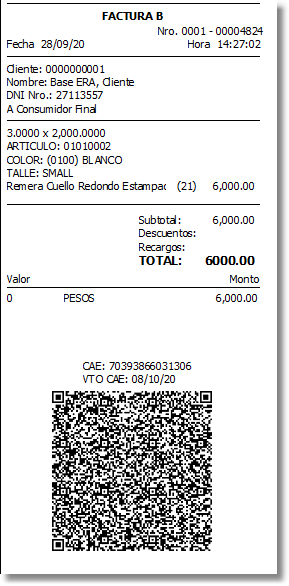 FACTURA B
Nro. 0001 - 00004824
Fecha 28/09/20 Hora 14:27:02
Cliente: 0000000001
Nombre: Base ERA, Cliente
DNI Nro.: 27113557
A Consumidor Final
3.0000 x 2,000.0000
ARTICULO: 01010002
COLOR: (0100) BLANCO
TALLE: SMALL
Remera Cuello Redondo Estampac (21) 6,000.00
Subtotal: 6,000.00
Descuentos:
Recargos:
TOTAL: 6000.00
Valor Monto
0 PESOS 6,000.00
CAE: 70393866031306
VTO CAE: 08/10/20